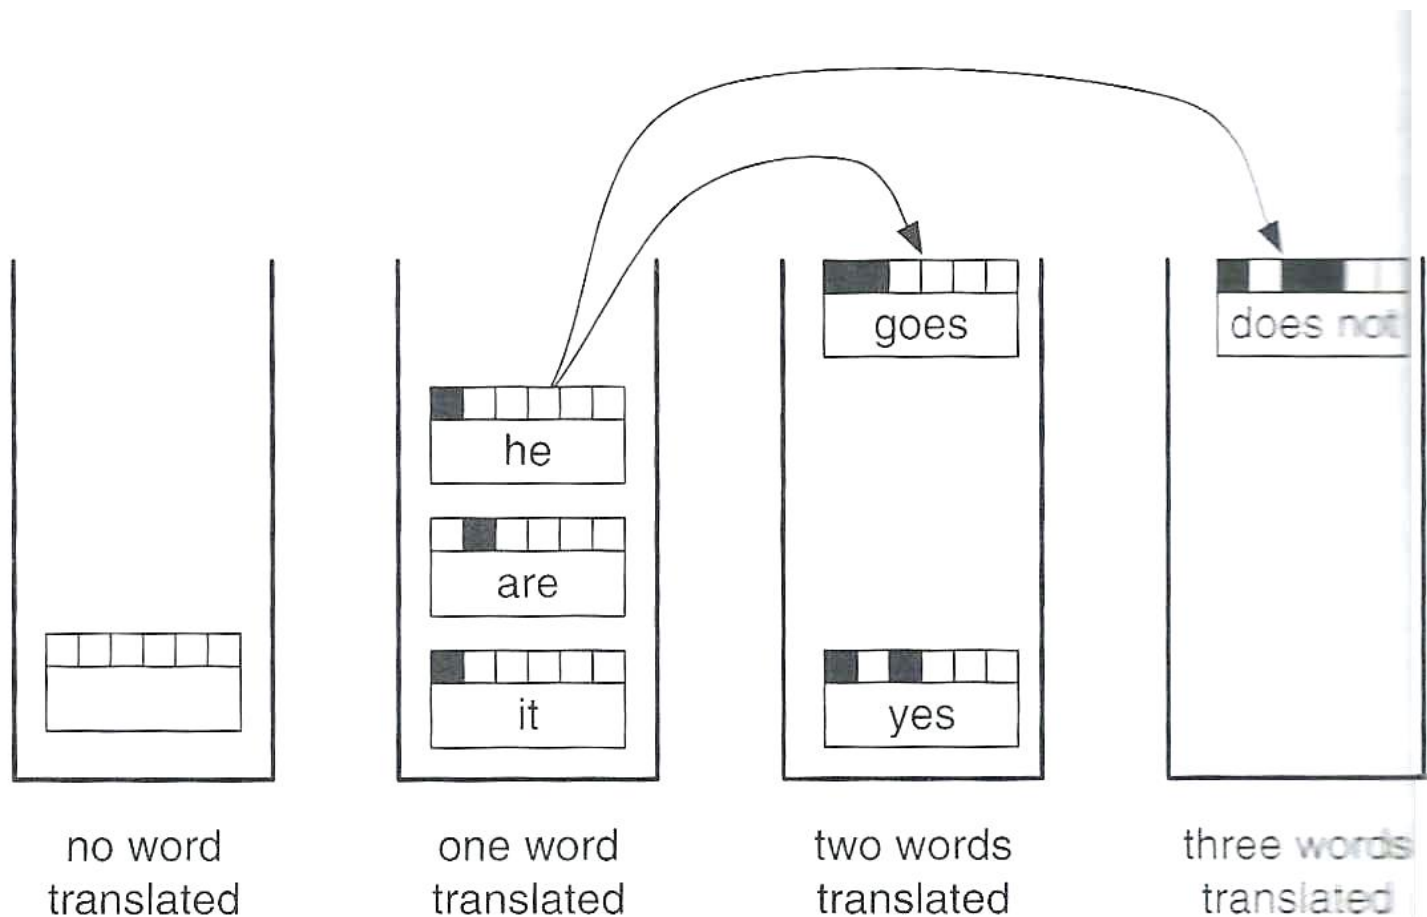 goes
does not
he
are
it
yes
no word
translated
one word
translated
two words
translated
three words
translated